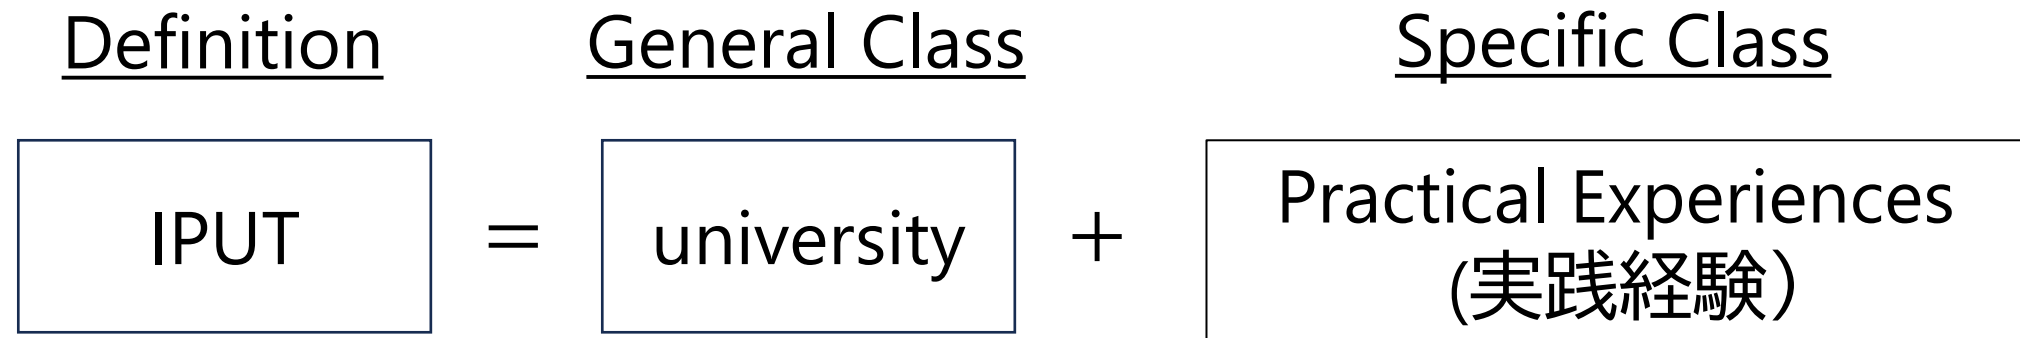 Definition General Class Specific Class
IPUT = university + Practical Experiences
(実践経験）